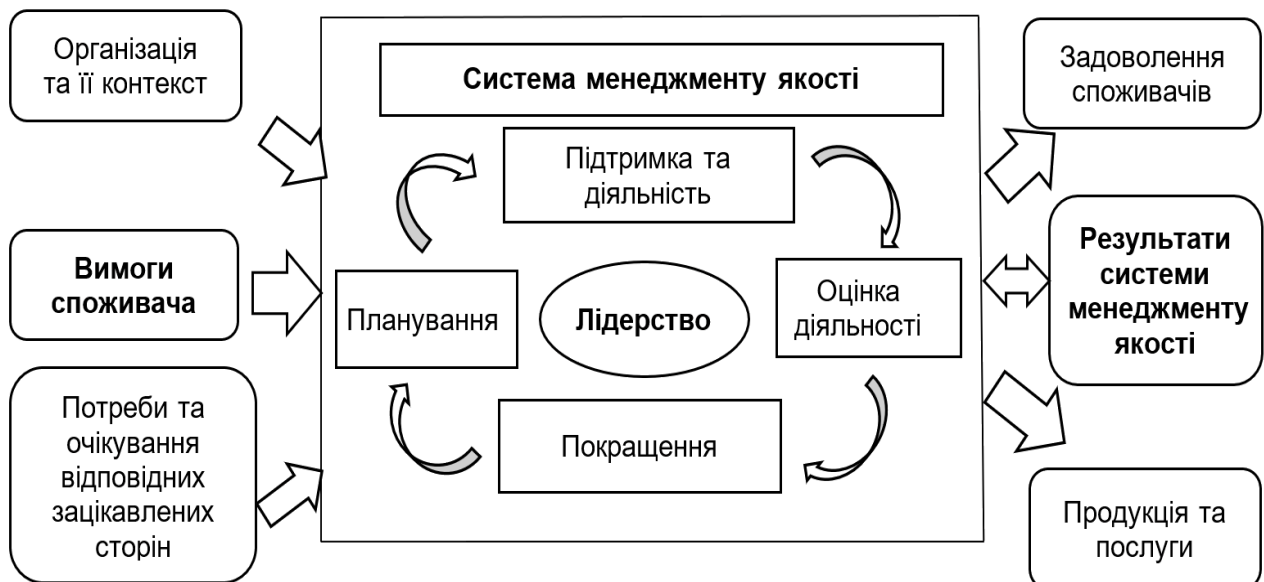 Організація
та її контекст
Вимоги
споживача
Потреби та
очікування
відповідних
зацікавлених
сторін
Система менеджменту якості
Підтримка та
діяльність
Планування
Лідерство
Оцінка
діяльності
Покращення
Задоволення
споживачів
Результати
системи
менеджменту
якості
Продукція та
послуги